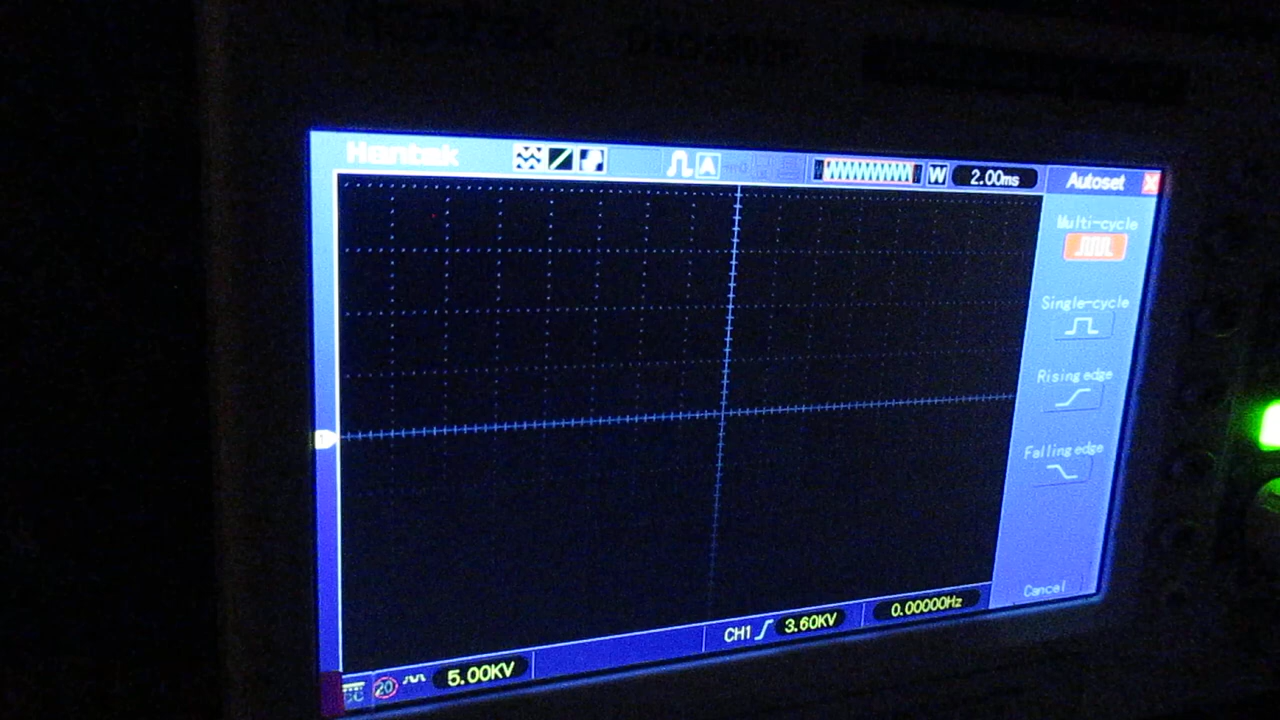 Hantek A W 2.00ms Autoset
Multi-cycle
Single-cycle
Rising edge
Falling edge
Cancel
CH1 3.60KV 0.00000Hz
20 5.00KV